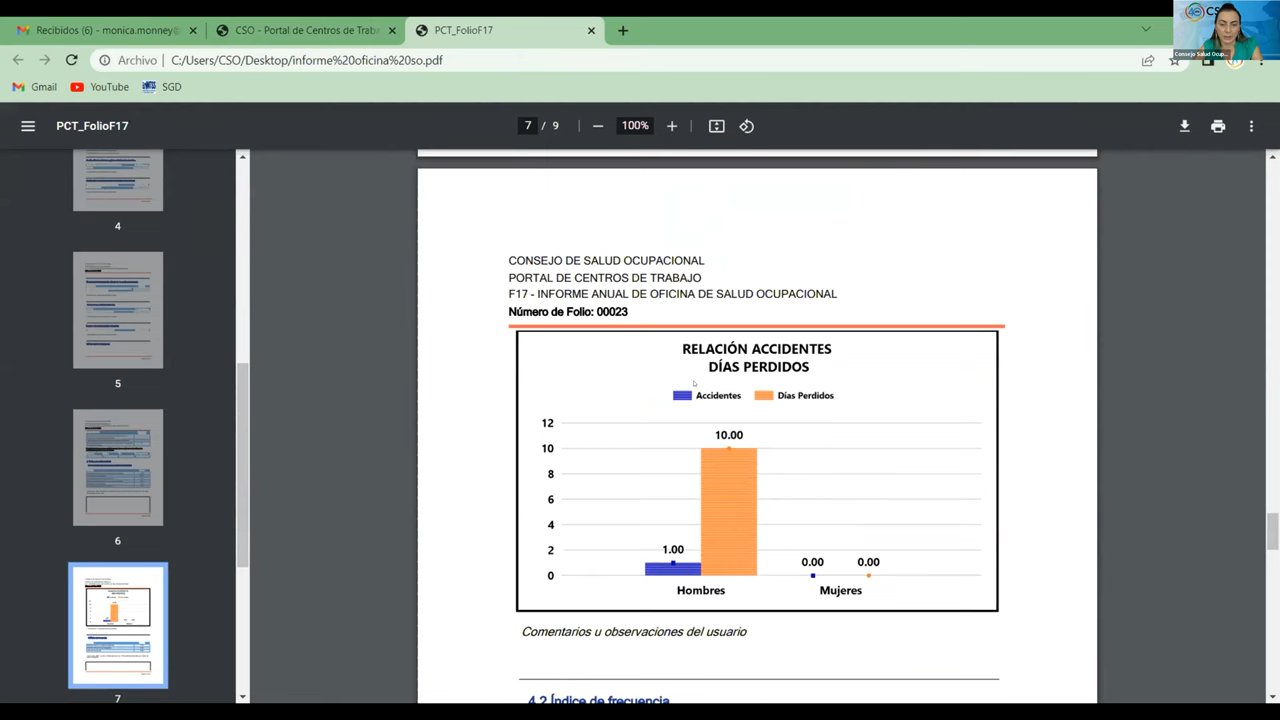 Recibidos (6) - monica.monney@
CSO - Portal de Centros de Traba
PCT_FolioF17
Archivo
C:/Users/CSO/Desktop/informe%20oficina%20so.pdf
Gmail
YouTube
SGD
PCT_FolioF17
7 / 9
100%
CONSEJO DE SALUD OCUPACIONAL
PORTAL DE CENTROS DE TRABAJO
F17 - INFORME ANUAL DE OFICINA DE SALUD OCUPACIONAL
Número de Folio: 00023
RELACIÓN ACCIDENTES
DÍAS PERDIDOS
Accidentes
Días Perdidos
12
10
8
6
4
2
0
10.00
1.00
0.00
0.00
Hombres
Mujeres
Comentarios u observaciones del usuario
4.2 Índice de frecuencia
4
5
6
7
Consejo Salud Ocup...